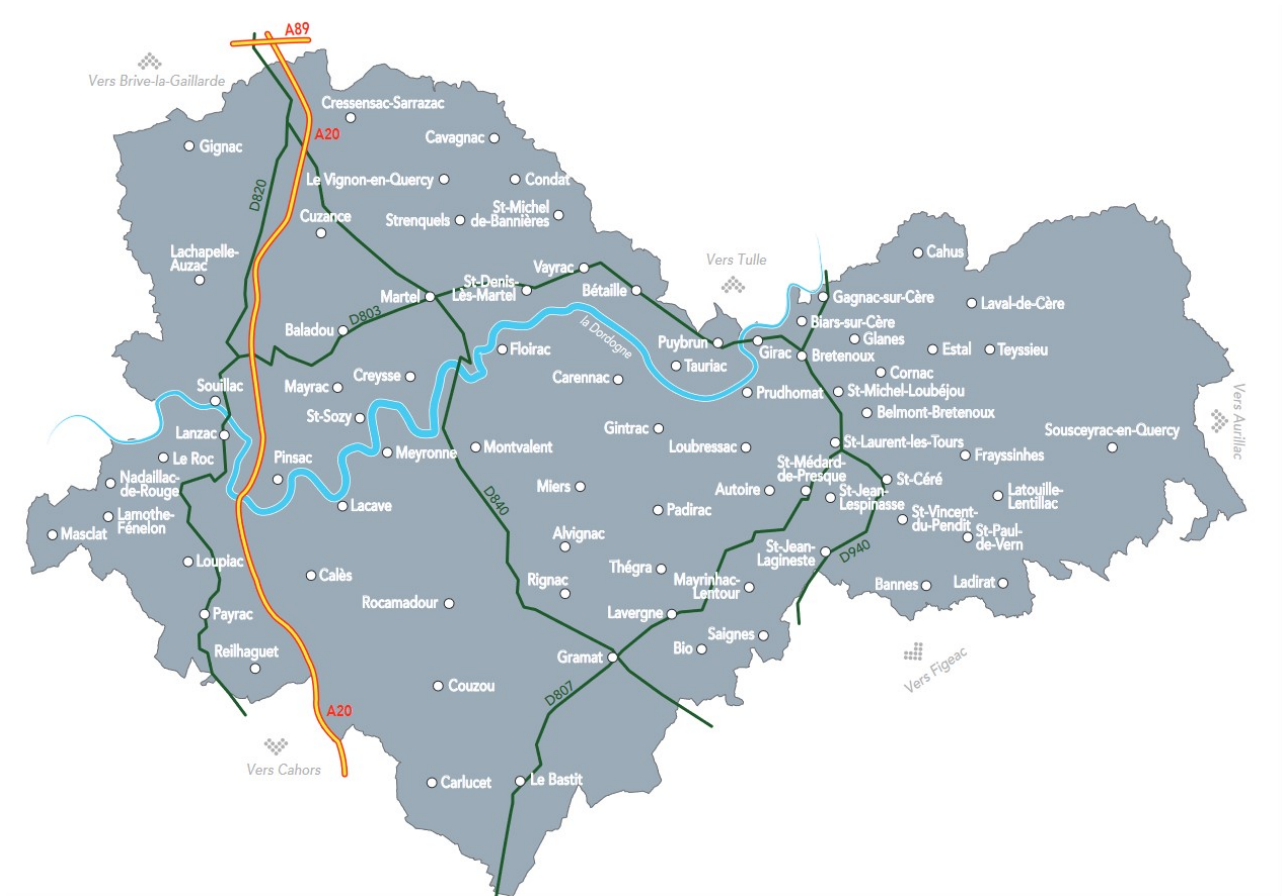 A89
Vers Brive-la-Gaillarde
Cressensac-Sarrazac
A20
Cavagnac
Gignac
Le Vignon-en-Quercy
Condat
D820
Cuzance
Strenquels
St-Michel
de-Bannières
Lachapelle-
Auzac
Cahus
Vers Tulle
Vayrac
St-Denis-
Lès-Martel
Bétaille
Martel
Gagnac-sur-Cère
Laval-de-Cère
D803
Baladou
la Dordogne
Biars-sur-Cère
Puybrun
Girac
Glanes
Floirac
Bretenoux
Estal
Teyssieu
Tauriac
Creysse
Carennac
Cornac
Souillac
Mayrac
Prudhomat
St-Michel-Loubéjou
St-Sozy
Belmont-Bretenoux
Vers Aurillac
Lanzac
Gintrac
Sousceyrac-en-Quercy
Le Roc
Pinsac
Meyronne
Montvalent
Loubressac
St-Laurent-les-Tours
Frayssinhes
Nadaillac-
de-Rouge
St-Médard-
de-Presque
St-Céré
Miers
Autoire
St-Jean-
Lespinasse
Latouille-
Lentillac
D840
Lacave
Padirac
Lamothe-
Fénelon
St-Vincent-
du-Pendit
Masclat
Alvignac
St-Paul-
de-Vern
St-Jean-
Lagineste
D940
Loupiac
Calès
Rignac
Thégra
Mayrinhac-
Lentour
Bannes
Ladirat
Rocamadour
Payrac
Lavergne
Saignes
Reilhaguet
Gramat
Bio
Vers Figeac
Couzou
D807
A20
Vers Cahors
Carlucet
Le Bastit